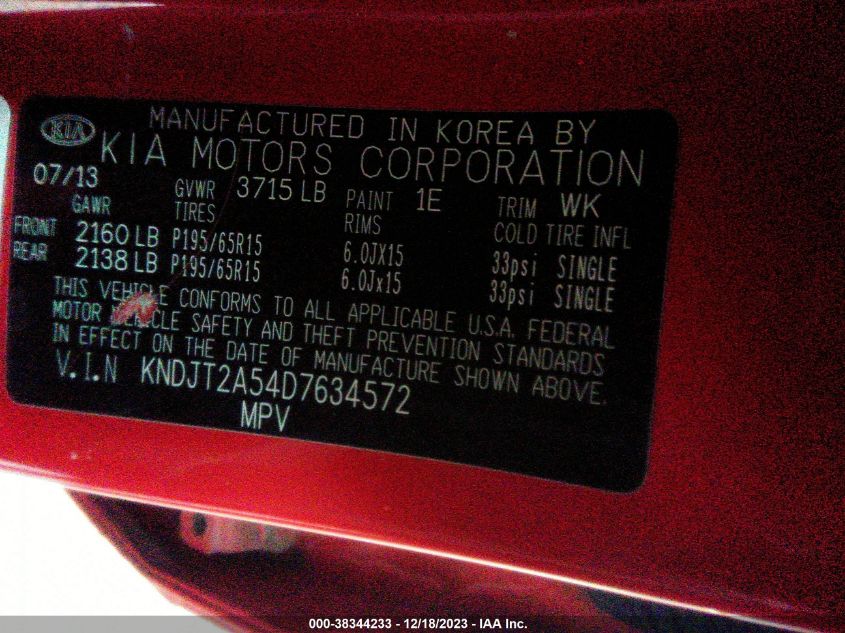 KIA
MANUFACTURED IN KOREA BY
KIA MOTORS CORPORATION
07/13 GVWR 3715 LB PAINT 1E TRIM WK
GAWR TIRES RIMS COLD TIRE INFL
FRONT 2160 LB P195/65R15 6.0JX15 33psi SINGLE
REAR 2138 LB P195/65R15 6.0Jx15 33psi SINGLE
THIS VEHICLE CONFORMS TO ALL APPLICABLE U.S.A. FEDERAL
MOTOR VEHICLE SAFETY AND THEFT PREVENTION STANDARDS
IN EFFECT ON THE DATE OF MANUFACTURE SHOWN ABOVE.
V.I.N KNDJT2A54D7634572
MPV
000-38344233 - 12/18/2023 - IAA Inc.